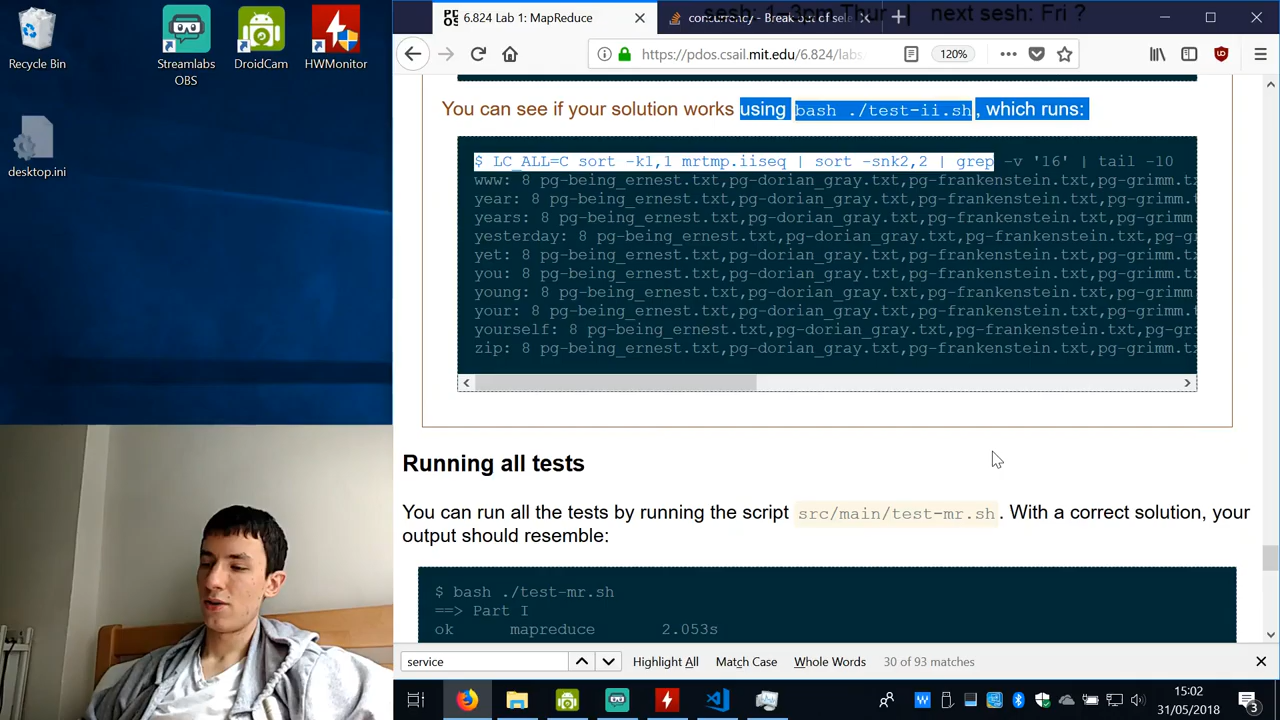 sesh: 1-3pm Thur | next sesh: Fri ?
6.824 Lab 1: MapReduce
concurrency - Break out of sele
https://pdos.csail.mit.edu/6.824/labs
120%
Recycle Bin
Streamlabs OBS
DroidCam
HWMonitor
desktop.ini
You can see if your solution works using bash ./test-ii.sh, which runs:
$ LC_ALL=C sort -k1,1 mrtmp.iiseq | sort -snk2,2 | grep -v '16' | tail -10
www: 8 pg-being_ernest.txt,pg-dorian_gray.txt,pg-frankenstein.txt,pg-grimm.tx
year: 8 pg-being_ernest.txt,pg-dorian_gray.txt,pg-frankenstein.txt,pg-grimm.t
years: 8 pg-being_ernest.txt,pg-dorian_gray.txt,pg-frankenstein.txt,pg-grimm.
yesterday: 8 pg-being_ernest.txt,pg-dorian_gray.txt,pg-frankenstein.txt,pg-gr
yet: 8 pg-being_ernest.txt,pg-dorian_gray.txt,pg-frankenstein.txt,pg-grimm.tx
you: 8 pg-being_ernest.txt,pg-dorian_gray.txt,pg-frankenstein.txt,pg-grimm.tx
young: 8 pg-being_ernest.txt,pg-dorian_gray.txt,pg-frankenstein.txt,pg-grimm.
your: 8 pg-being_ernest.txt,pg-dorian_gray.txt,pg-frankenstein.txt,pg-grimm.t
yourself: 8 pg-being_ernest.txt,pg-dorian_gray.txt,pg-frankenstein.txt,pg-gri
zip: 8 pg-being_ernest.txt,pg-dorian_gray.txt,pg-frankenstein.txt,pg-grimm.tx
Running all tests
You can run all the tests by running the script src/main/test-mr.sh. With a correct solution, your
output should resemble:
$ bash ./test-mr.sh
==> Part I
ok mapreduce 2.053s
service
Highlight All
Match Case
Whole Words
30 of 93 matches
15:02
31/05/2018
3